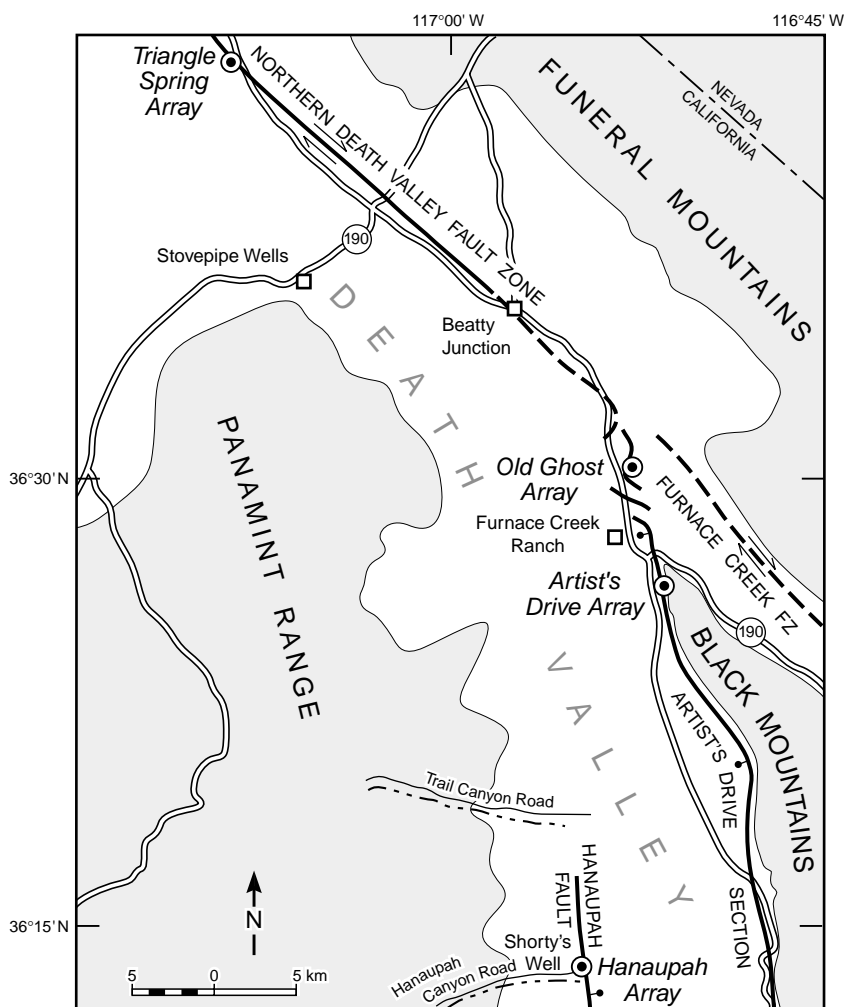 117°00' W
116°45' W
Triangle
Spring
Array
NORTHERN DEATH VALLEY FAULT ZONE
FUNERAL MOUNTAINS
NEVADA
CALIFORNIA
190
Stovepipe Wells
DEATH
Beatty
Junction
PANAMINT RANGE
36°30' N
Old Ghost
Array
FURNACE CREEK FZ
Furnace Creek
Ranch
Artist's
Drive Array
190
BLACK MOUNTAINS
VALLEY
ARTIST'S DRIVE
SECTION
Trail Canyon Road
HANAUPAH
FAULT
36°15' N
N
Shorty's
Well
Hanaupah
Canyon Road
Hanaupah
Array
5 0 5 km